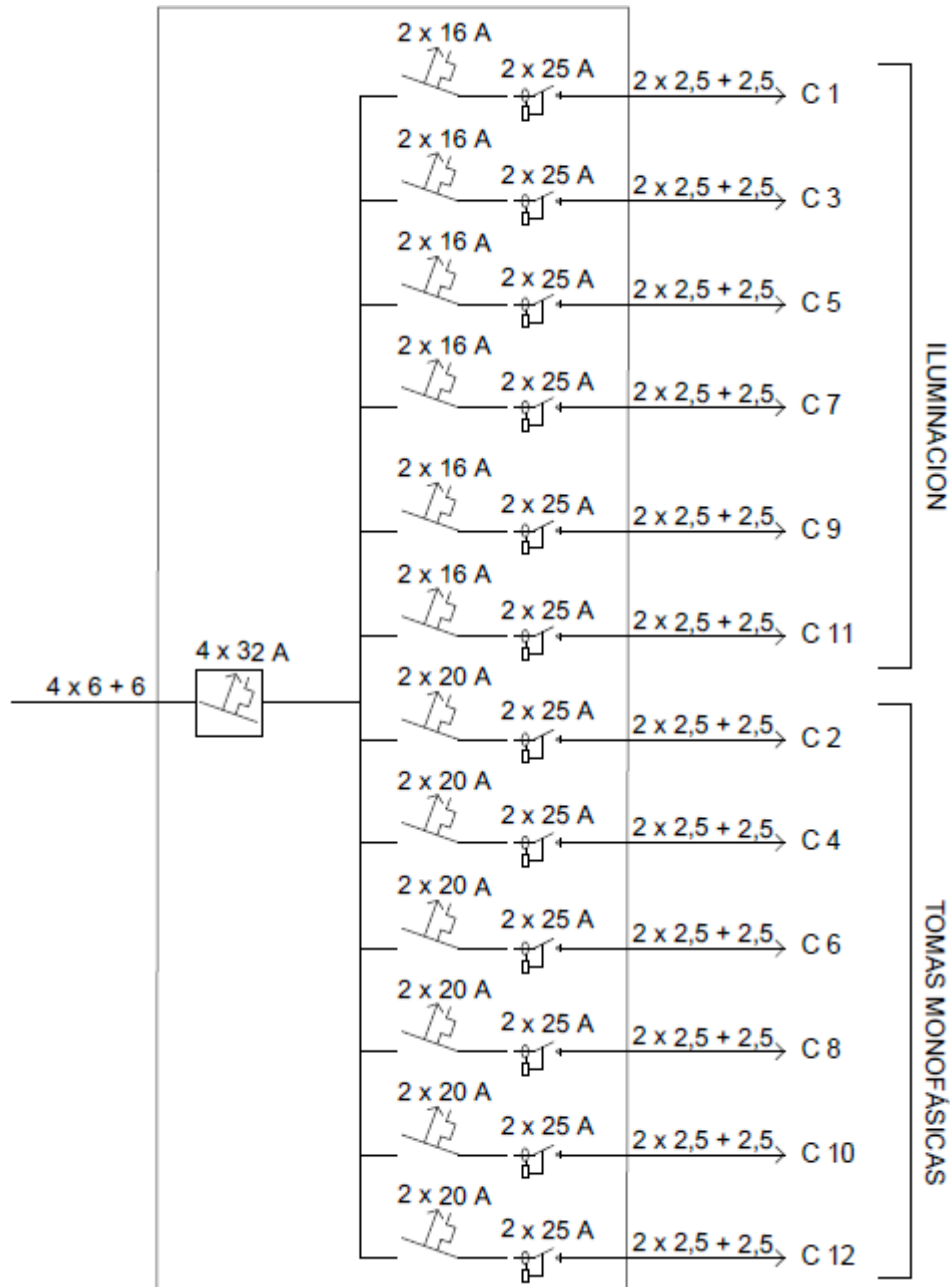 2 x 16 A
2 x 25 A
2 x 2,5 + 2,5
C 1
2 x 16 A
2 x 25 A
2 x 2,5 + 2,5
C 3
2 x 16 A
2 x 25 A
2 x 2,5 + 2,5
C 5
2 x 16 A
2 x 25 A
2 x 2,5 + 2,5
C 7
2 x 16 A
2 x 25 A
2 x 2,5 + 2,5
C 9
2 x 16 A
2 x 25 A
2 x 2,5 + 2,5
C 11
ILUMINACION
4 x 6 + 6
4 x 32 A
2 x 20 A
2 x 25 A
2 x 2,5 + 2,5
C 2
2 x 20 A
2 x 25 A
2 x 2,5 + 2,5
C 4
2 x 20 A
2 x 25 A
2 x 2,5 + 2,5
C 6
2 x 20 A
2 x 25 A
2 x 2,5 + 2,5
C 8
2 x 20 A
2 x 25 A
2 x 2,5 + 2,5
C 10
2 x 20 A
2 x 25 A
2 x 2,5 + 2,5
C 12
TOMAS MONOFÁSICAS